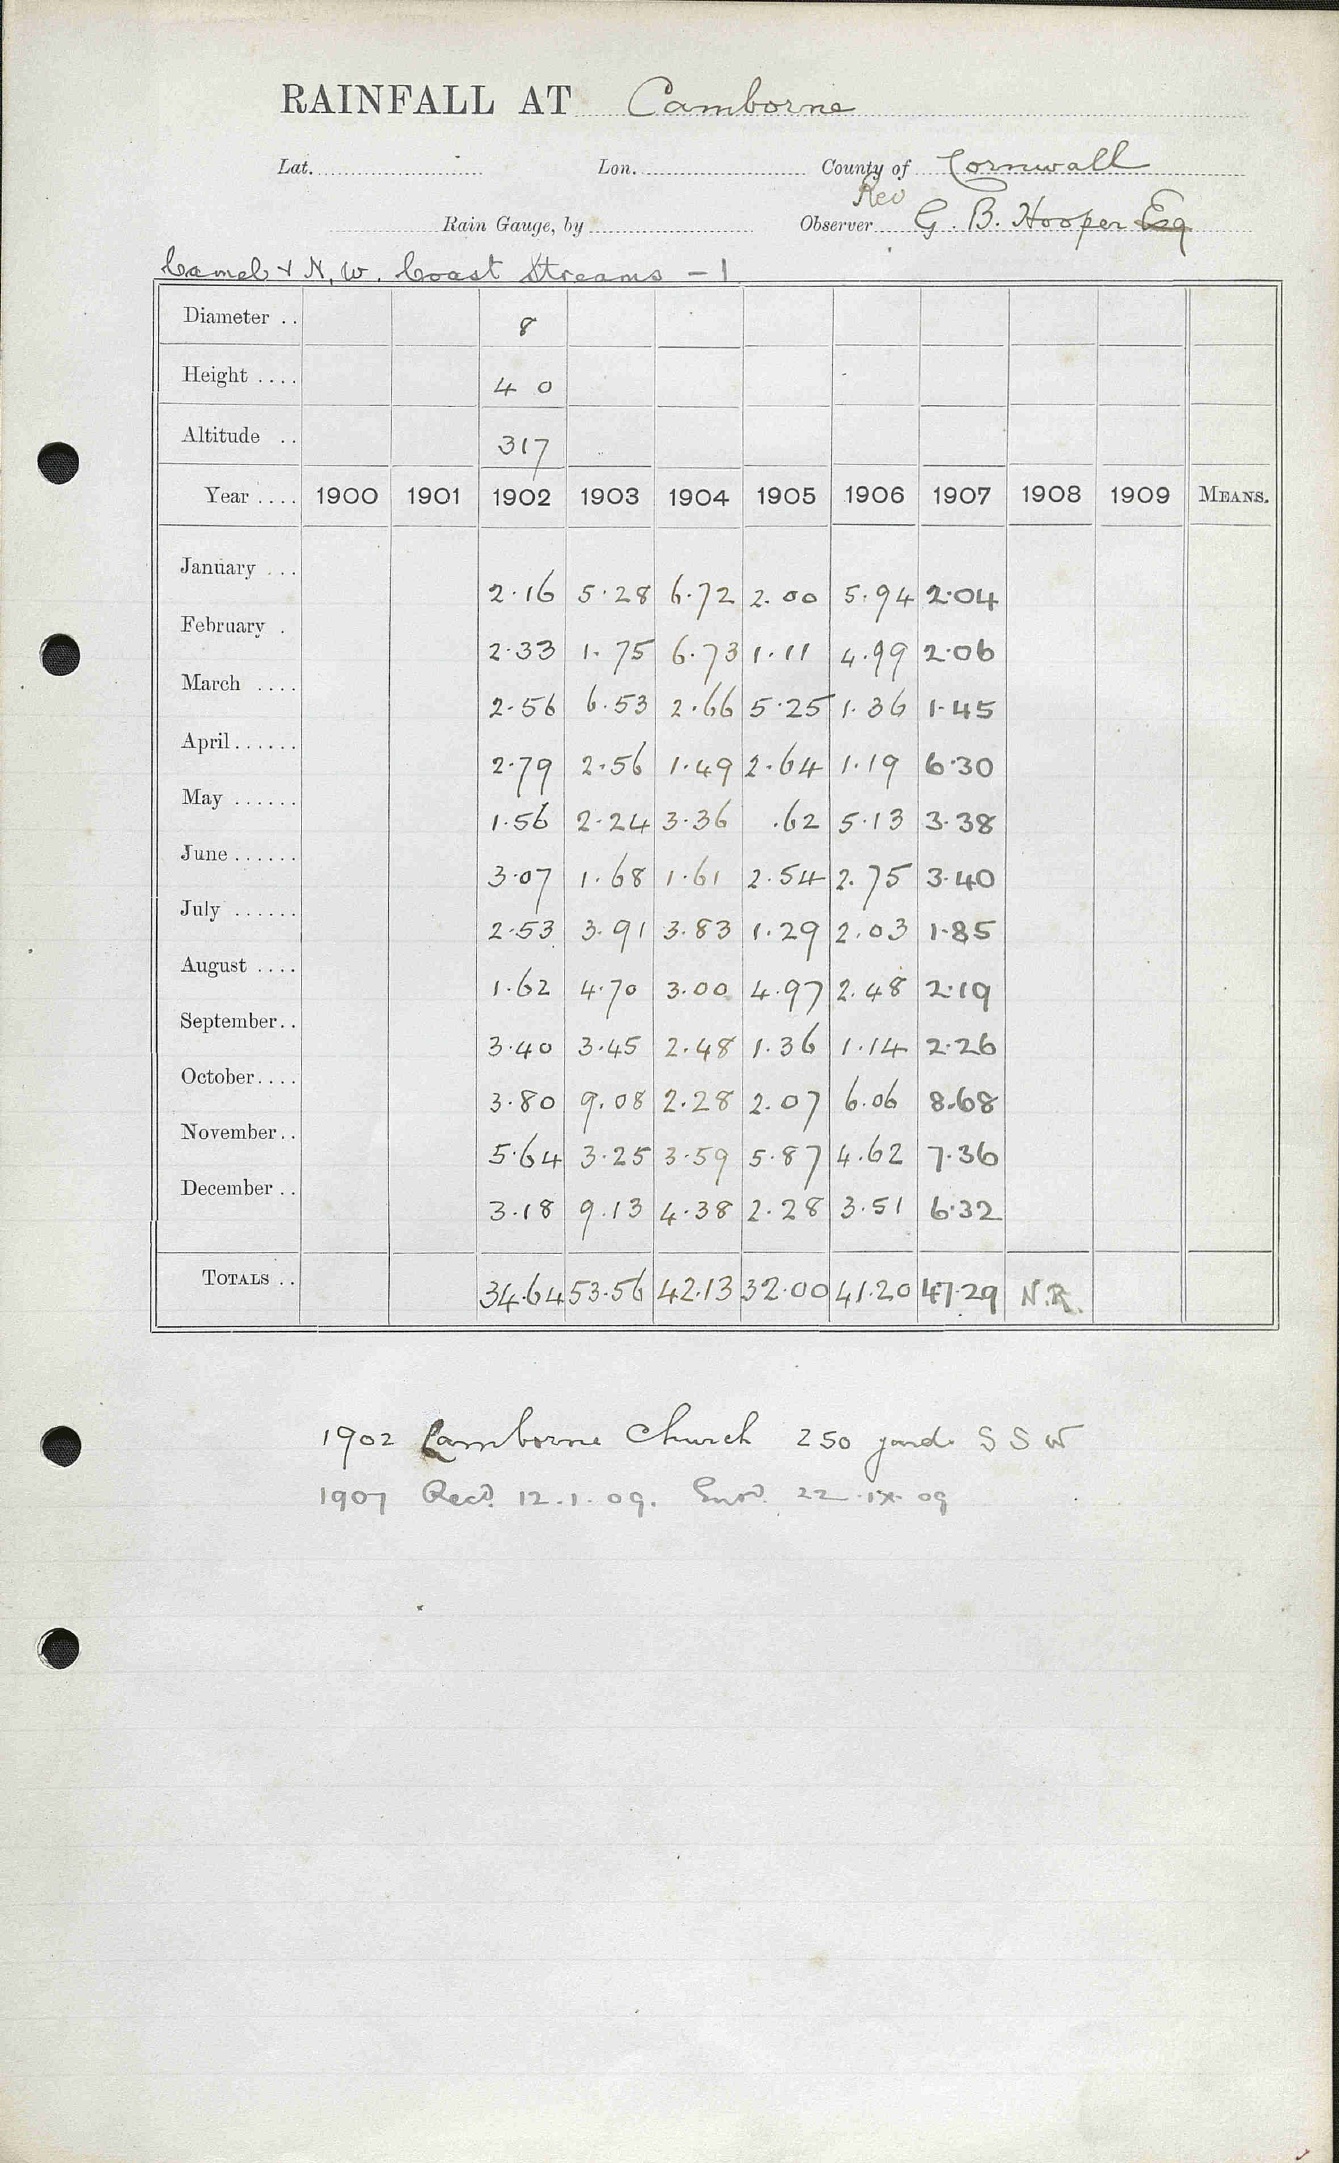 RAINFALL AT Camborne
Lat. Lon. County of Cornwall
Rev
Rain Gauge, by Observer G. B. Hooper Esq
Camel & N. W. Coast Streams - 1
Diameter .. 8
Height .... 4 0
Altitude .. 317
Year .... 1900 1901 1902 1903 1904 1905 1906 1907 1908 1909 MEANS.
January ... 2.16 5.28 6.72 2.00 5.94 2.04
February . 2.33 1.75 6.73 1.11 4.99 2.06
March .... 2.56 6.53 2.66 5.25 1.36 1.45
April ...... 2.79 2.56 1.49 2.64 1.19 6.30
May ...... 1.56 2.24 3.36 .62 5.13 3.38
June ...... 3.07 1.68 1.61 2.54 2.75 3.40
July ...... 2.53 3.91 3.83 1.29 2.03 1.85
August .... 1.62 4.70 3.00 4.97 2.48 2.19
September.. 3.40 3.45 2.48 1.36 1.14 2.26
October.... 3.80 9.08 2.28 2.07 6.06 8.68
November.. 5.64 3.25 3.59 5.87 4.62 7.36
December .. 3.18 9.13 4.38 2.28 3.51 6.32
TOTALS .. 34.64 53.56 42.13 32.00 41.20 47.29 N.R.
1902 Camborne Church 250 yards S S W
1907 Recd. 12.1.09. 22.IX.09